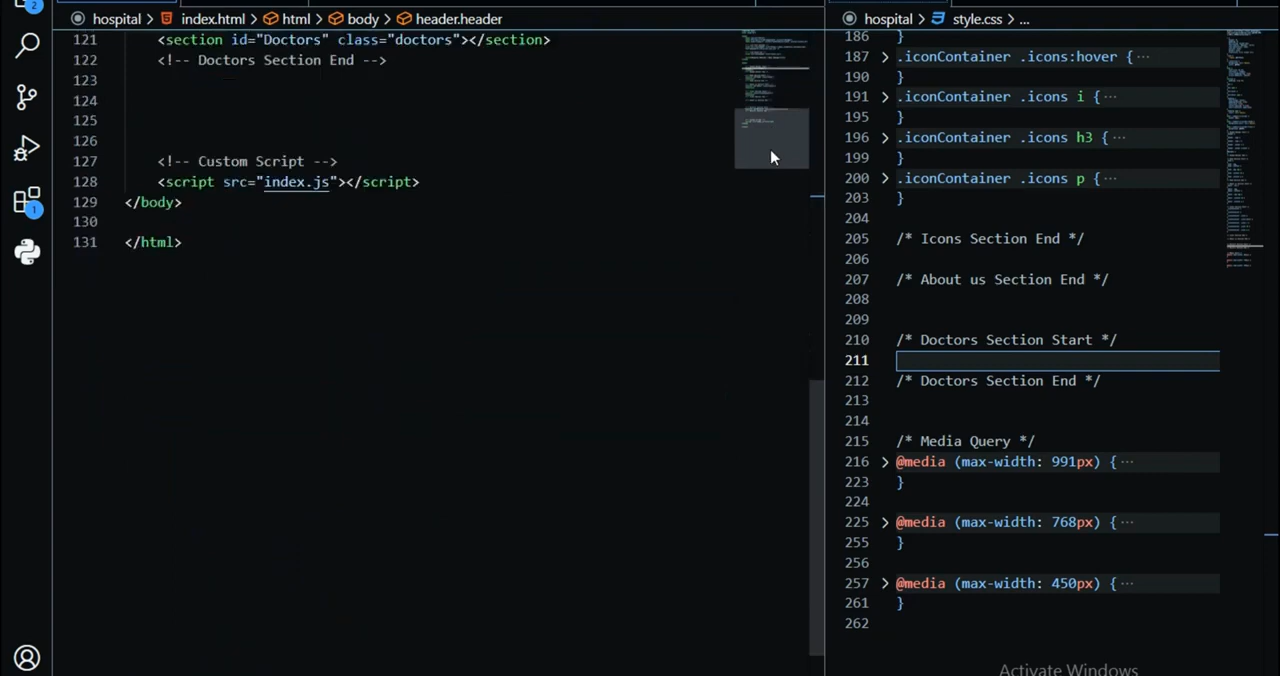 2
hospital > index.html > html > body > header.header
121 <section id="Doctors" class="doctors"></section>
122 <!-- Doctors Section End -->
123
124
125
126
127 <!-- Custom Script -->
128 <script src="index.js"></script>
129 </body>
130
131 </html>
1
hospital > style.css > ...
186 }
187 .iconContainer .icons:hover {...
190 }
191 .iconContainer .icons i {...
195 }
196 .iconContainer .icons h3 {...
199 }
200 .iconContainer .icons p {...
203 }
204
205 /* Icons Section End */
206
207 /* About us Section End */
208
209
210 /* Doctors Section Start */
211
212 /* Doctors Section End */
213
214
215 /* Media Query */
216 @media (max-width: 991px) {...
223 }
224
225 @media (max-width: 768px) {...
255 }
256
257 @media (max-width: 450px) {...
261 }
262
Activate Windows